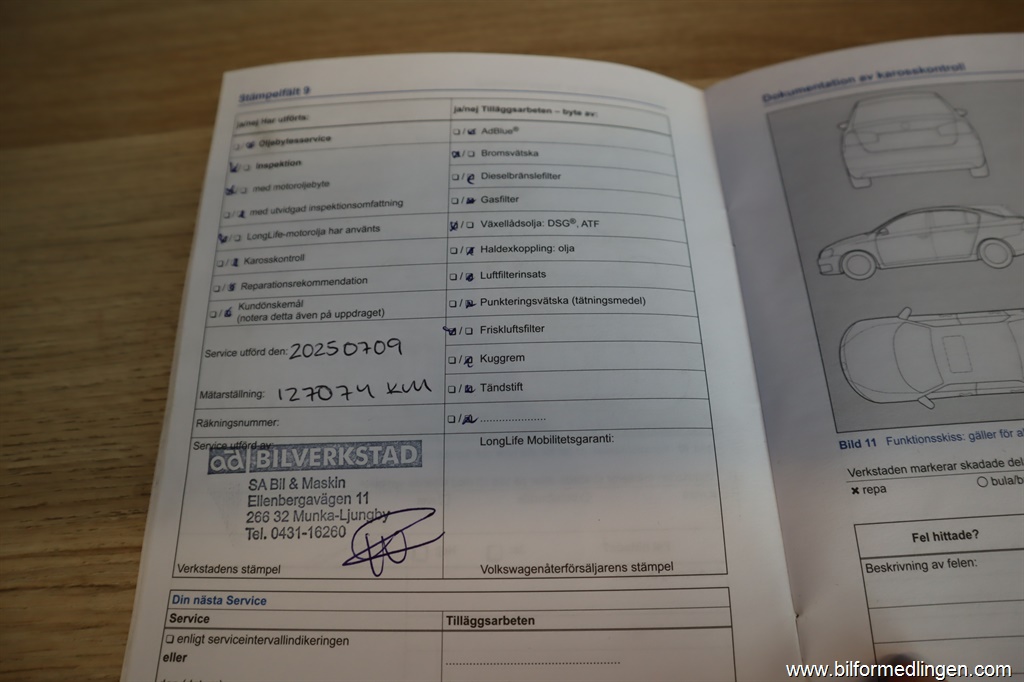 Stämpelfält 9
ja/nej Har utförts:
☐/☒ Oljebytesservice
☒/☐ Inspektion
☒/☐ med motoroljebyte
☐/☒ med utvidgad inspektionsomfattning
☒/☐ LongLife-motorolja har använts
☐/☒ Karosskontroll
☐/☒ Reparationsrekommendation
☐/☒ Kundönskemål
(notera detta även på uppdraget)
Service utförd den: 20250709
Mätarställning: 127074 KM
Räkningsnummer:
Service utförd av:
ad BILVERKSTAD
SA Bil & Maskin
Ellenbergavägen 11
266 32 Munka-Ljungby
Tel. 0431-16260
Verkstadens stämpel
ja/nej Tilläggsarbeten – byte av:
☐/☒ AdBlue®
☒/☐ Bromsvätska
☐/☒ Dieselbränslefilter
☐/☒ Gasfilter
☒/☐ Växellådsolja: DSG®, ATF
☐/☒ Haldexkoppling: olja
☐/☒ Luftfilterinsats
☐/☒ Punkteringsvätska (tätningsmedel)
☒/☐ Friskluftsfilter
☐/☒ Kuggrem
☐/☒ Tändstift
☐/☒ .....................
LongLife Mobilitetsgaranti:
Volkswagenåterförsäljarens stämpel
Din nästa Service
Service
Tilläggsarbeten
☐ enligt serviceintervallindikeringen
eller
Dokumentation av karosskontroll
Bild 11 Funktionsskiss: gäller för
Verkstaden markerar skadade
✖ repa
○ bula/b
Fel hittade?
Beskrivning av felen:
www.bilformedlingen.com